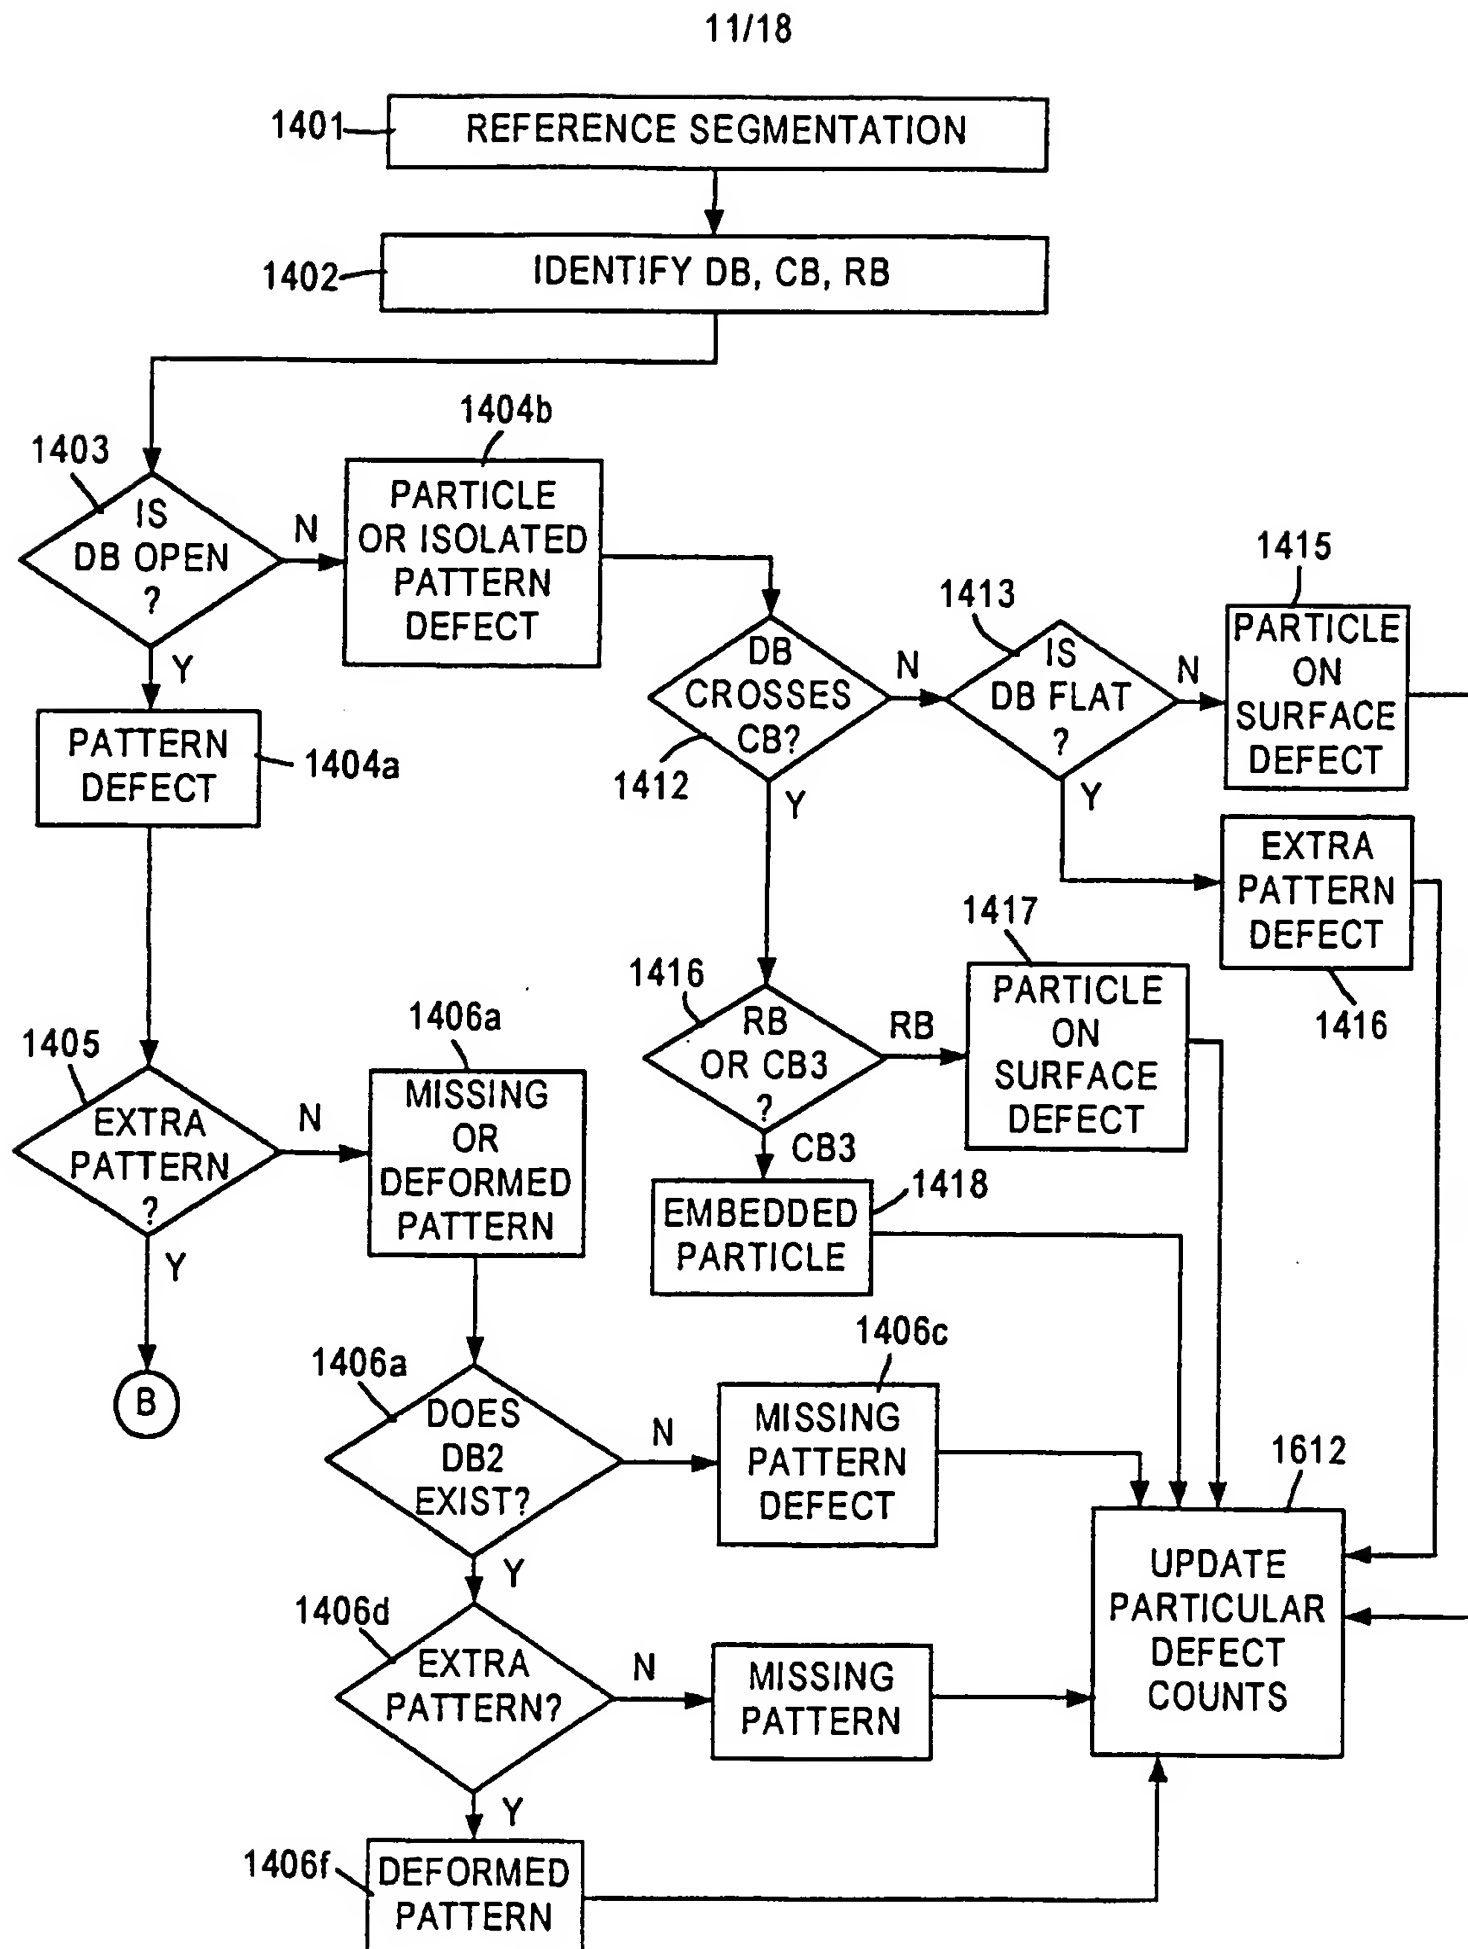 11/18
1401
REFERENCE SEGMENTATION
1402
IDENTIFY DB, CB, RB
1403
IS
DB OPEN
?
N
Y
1404b
PARTICLE
OR ISOLATED
PATTERN
DEFECT
PATTERN
DEFECT
1404a
DB
CROSSES
CB?
1412
N
Y
1413
IS
DB FLAT
?
N
Y
1415
PARTICLE
ON
SURFACE
DEFECT
EXTRA
PATTERN
DEFECT
1416
1416
RB
OR CB3
?
RB
CB3
1417
PARTICLE
ON
SURFACE
DEFECT
1418
EMBEDDED
PARTICLE
1405
EXTRA
PATTERN
?
N
Y
B
1406a
MISSING
OR
DEFORMED
PATTERN
1406a
DOES
DB2
EXIST?
N
Y
1406c
MISSING
PATTERN
DEFECT
1406d
EXTRA
PATTERN?
N
Y
MISSING
PATTERN
1406f
DEFORMED
PATTERN
1612
UPDATE
PARTICULAR
DEFECT
COUNTS